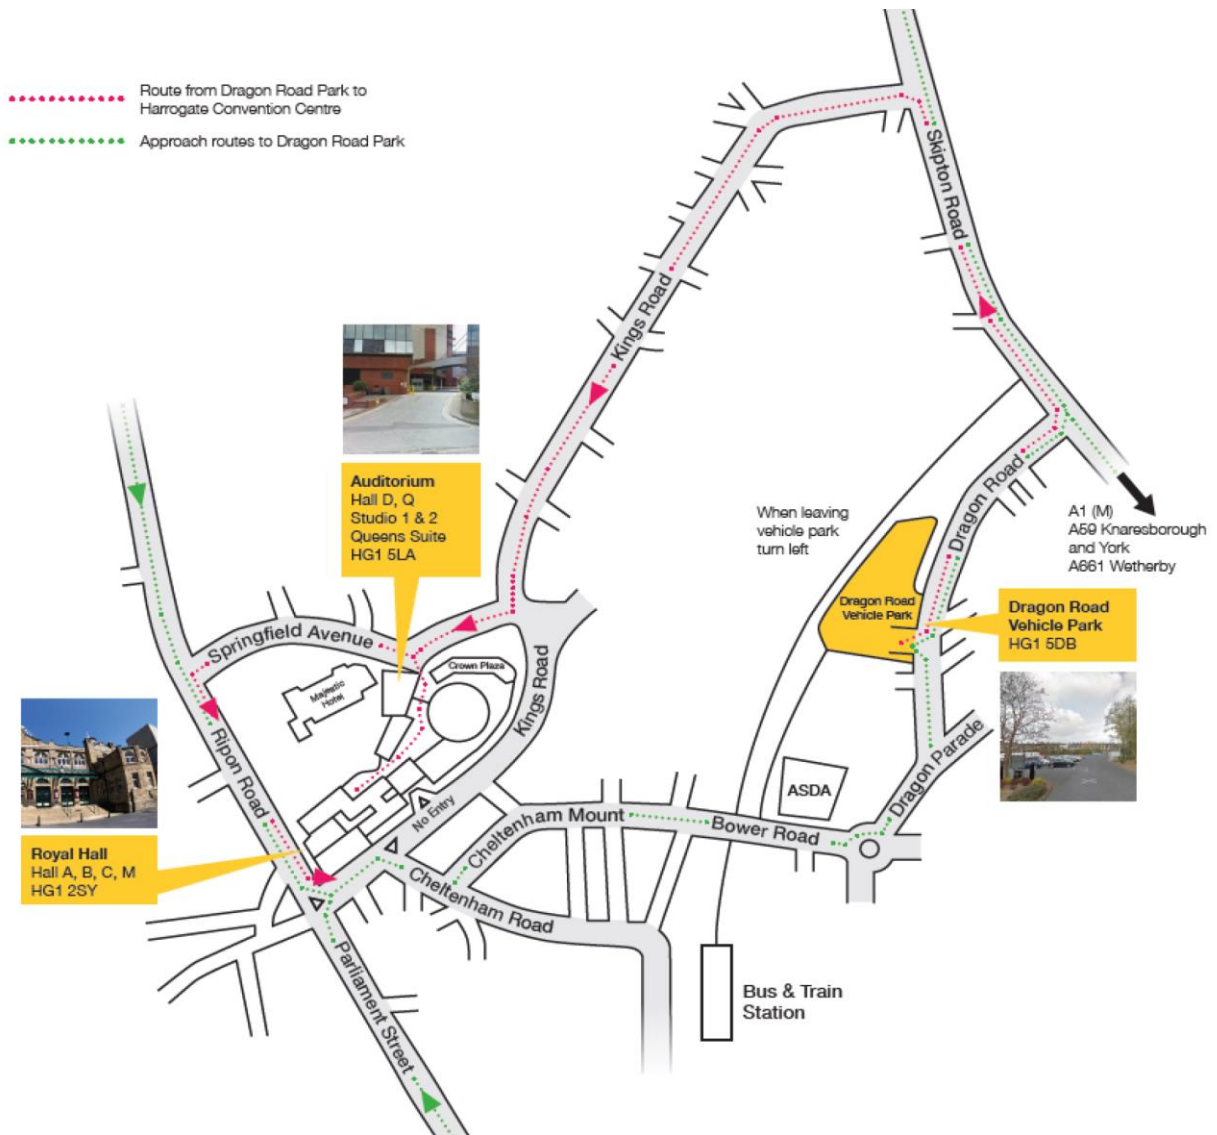 Route from Dragon Road Park to
Harrogate Convention Centre
Approach routes to Dragon Road Park
Skipton Road
Kings Road
Auditorium
Hall D, Q
Studio 1 & 2
Queens Suite
HG1 5LA
When leaving
vehicle park
turn left
Dragon Road
A1 (M)
A59 Knaresborough
and York
A661 Wetherby
Dragon Road
Vehicle Park
Dragon Road
Vehicle Park
HG1 5DB
Springfield Avenue
Crown Plaza
Majestic
Hotel
Kings Road
Ripon Road
No Entry
Dragon Parade
ASDA
Cheltenham Mount
Bower Road
Royal Hall
Hall A, B, C, M
HG1 2SY
Cheltenham Road
Parliament Street
Bus & Train
Station